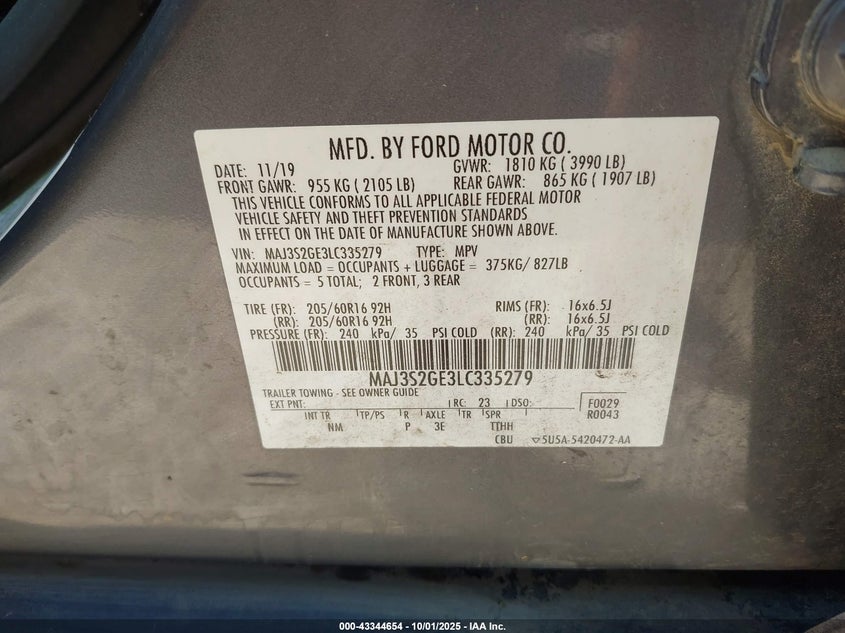 MFD. BY FORD MOTOR CO.
DATE: 11/19 GVWR: 1810 KG ( 3990 LB)
FRONT GAWR: 955 KG ( 2105 LB) REAR GAWR: 865 KG ( 1907 LB)
THIS VEHICLE CONFORMS TO ALL APPLICABLE FEDERAL MOTOR
VEHICLE SAFETY AND THEFT PREVENTION STANDARDS
IN EFFECT ON THE DATE OF MANUFACTURE SHOWN ABOVE.
VIN: MAJ3S2GE3LC335279 TYPE: MPV
MAXIMUM LOAD = OCCUPANTS + LUGGAGE = 375KG/ 827LB
OCCUPANTS = 5 TOTAL; 2 FRONT, 3 REAR
TIRE (FR): 205/60R16 92H RIMS (FR): 16x6.5J
(RR): 205/60R16 92H (RR): 16x6.5J
PRESSURE (FR): 240 kPa/ 35 PSI COLD (RR): 240 kPa/ 35 PSI COLD
MAJ3S2GE3LC335279
TRAILER TOWING - SEE OWNER GUIDE
EXT PNT: RC: 23 DSO: F0029
R0043
INT TR TP/PS R AXLE TR SPR
NM P 3E TTHH
CBU 5U5A-5420472-AA
000-43344654 | 10/01/2025 | IAA Inc.